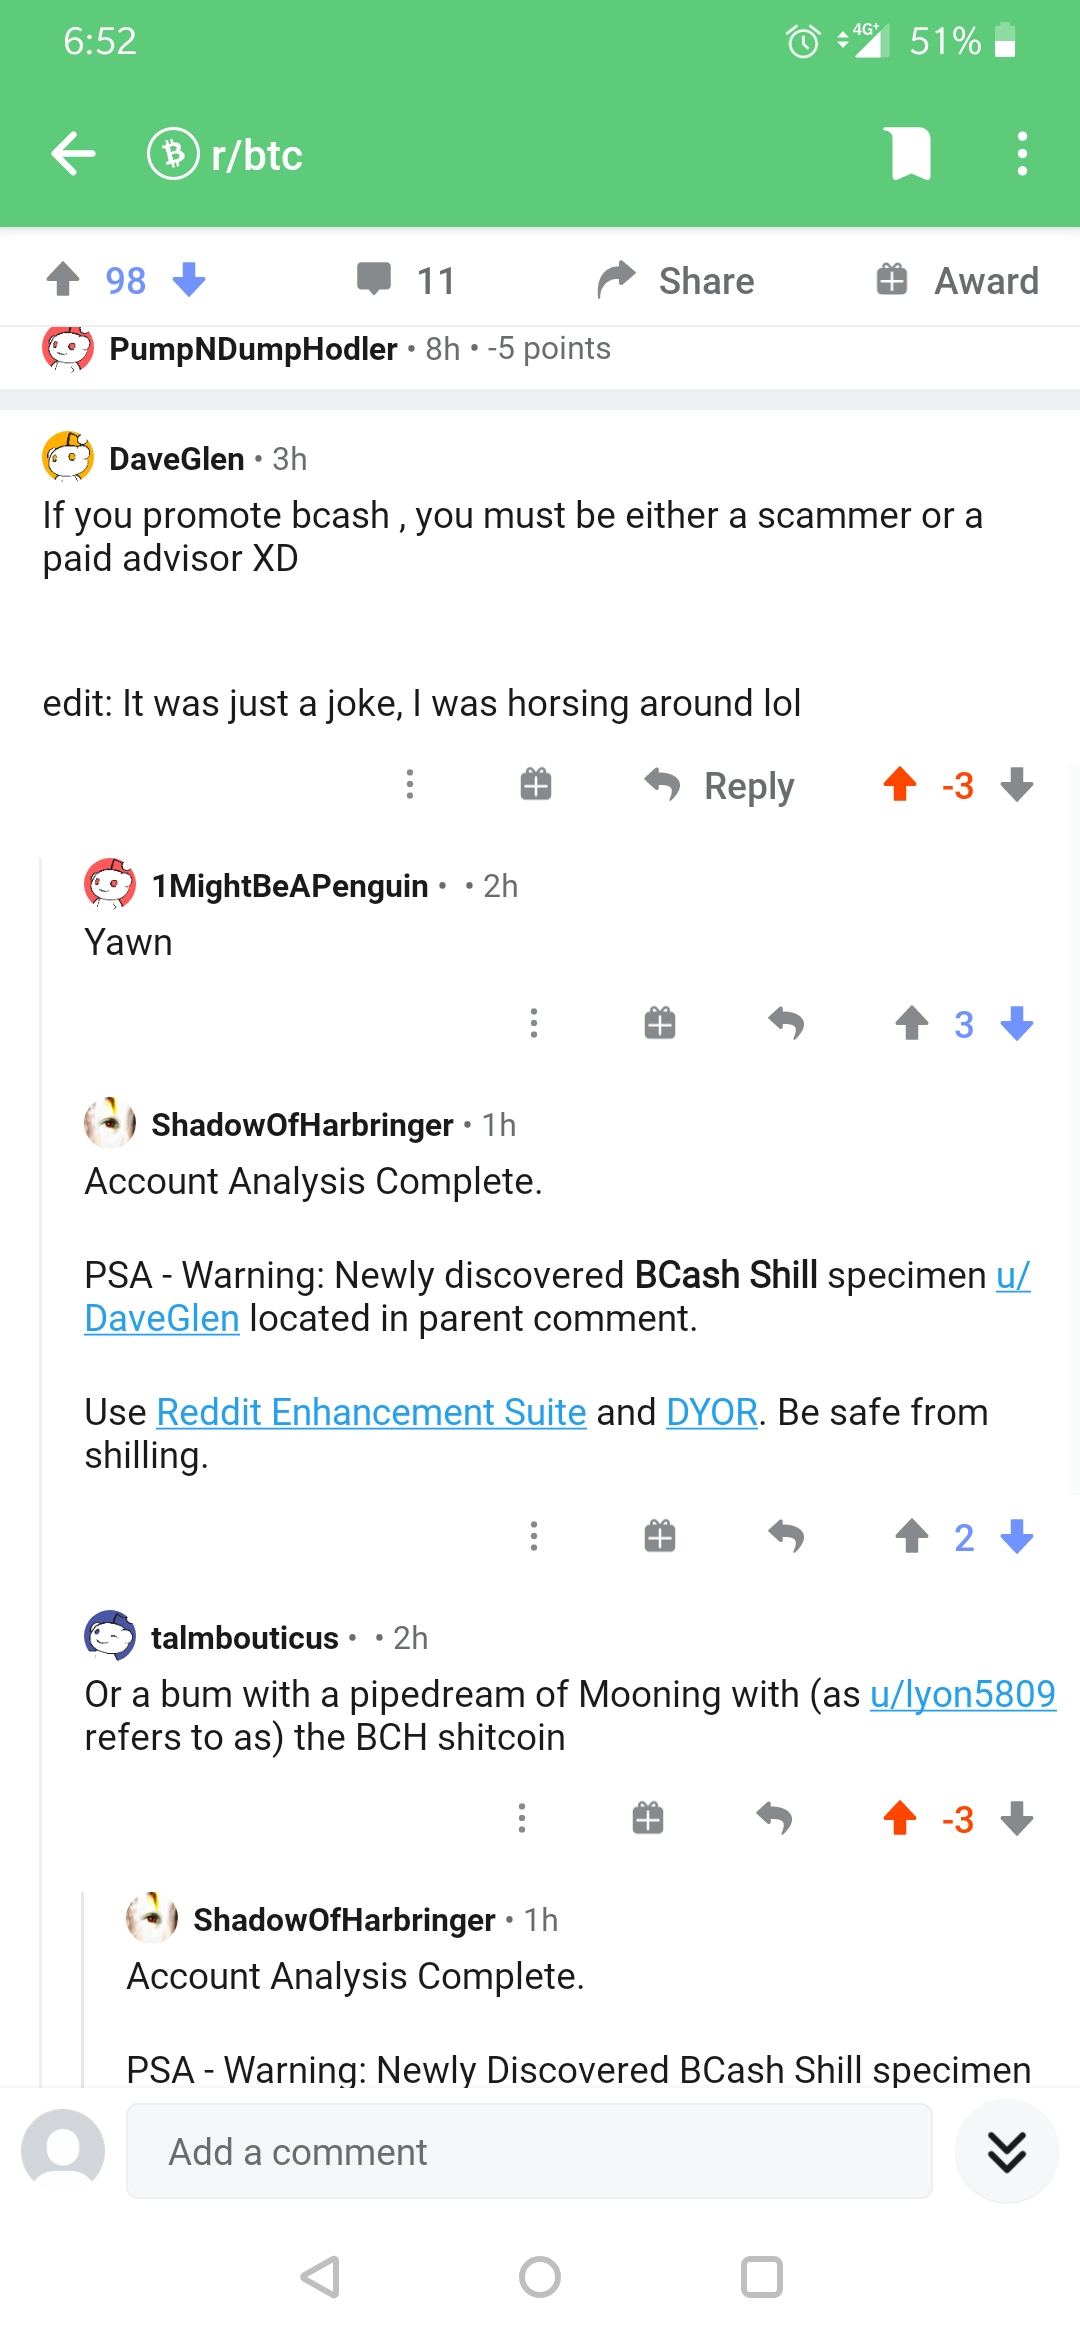 6:52
4G+ 51%
r/btc
98
11
Share
Award
PumpNDumpHodler • 8h • -5 points
DaveGlen • 3h
If you promote bcash , you must be either a scammer or a
paid advisor XD
edit: It was just a joke, I was horsing around lol
Reply
-3
1MightBeAPenguin • • 2h
Yawn
3
ShadowOfHarbringer • 1h
Account Analysis Complete.
PSA - Warning: Newly discovered BCash Shill specimen u/
DaveGlen located in parent comment.
Use Reddit Enhancement Suite and DYOR. Be safe from
shilling.
2
talmbouticus • • 2h
Or a bum with a pipedream of Mooning with (as u/lyon5809
refers to as) the BCH shitcoin
-3
ShadowOfHarbringer • 1h
Account Analysis Complete.
PSA - Warning: Newly Discovered BCash Shill specimen
Add a comment